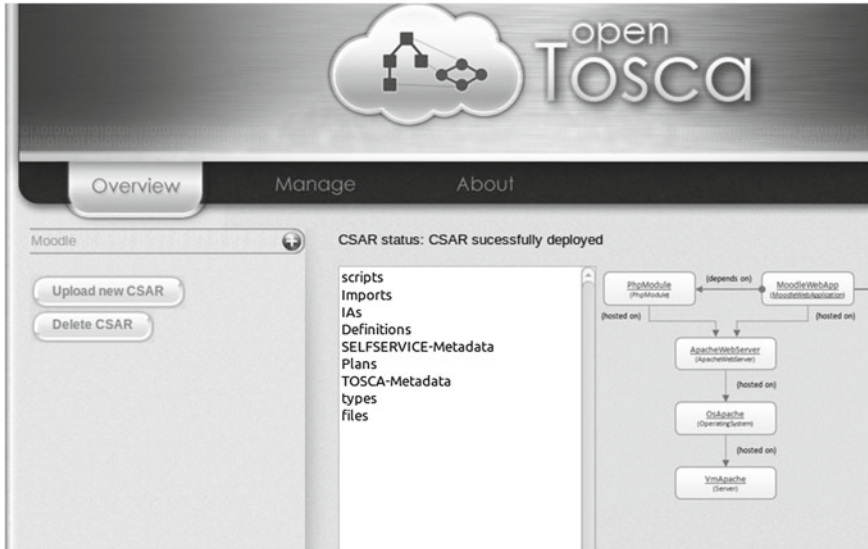 open
Tosca
Overview
Manage
About
Moodle
CSAR status: CSAR sucessfully deployed
Upload new CSAR
Delete CSAR
scripts
Imports
IAs
Definitions
SELFSERVICE-Metadata
Plans
TOSCA-Metadata
types
files
PhpModule
(PhpModule)
(depends on)
MoodleWebApp
(MoodleWebApplication)
(hosted on)
(hosted on)
ApacheWebServer
(ApacheWebServer)
(hosted on)
OsApache
(OperatingSystem)
(hosted on)
VmApache
(Server)